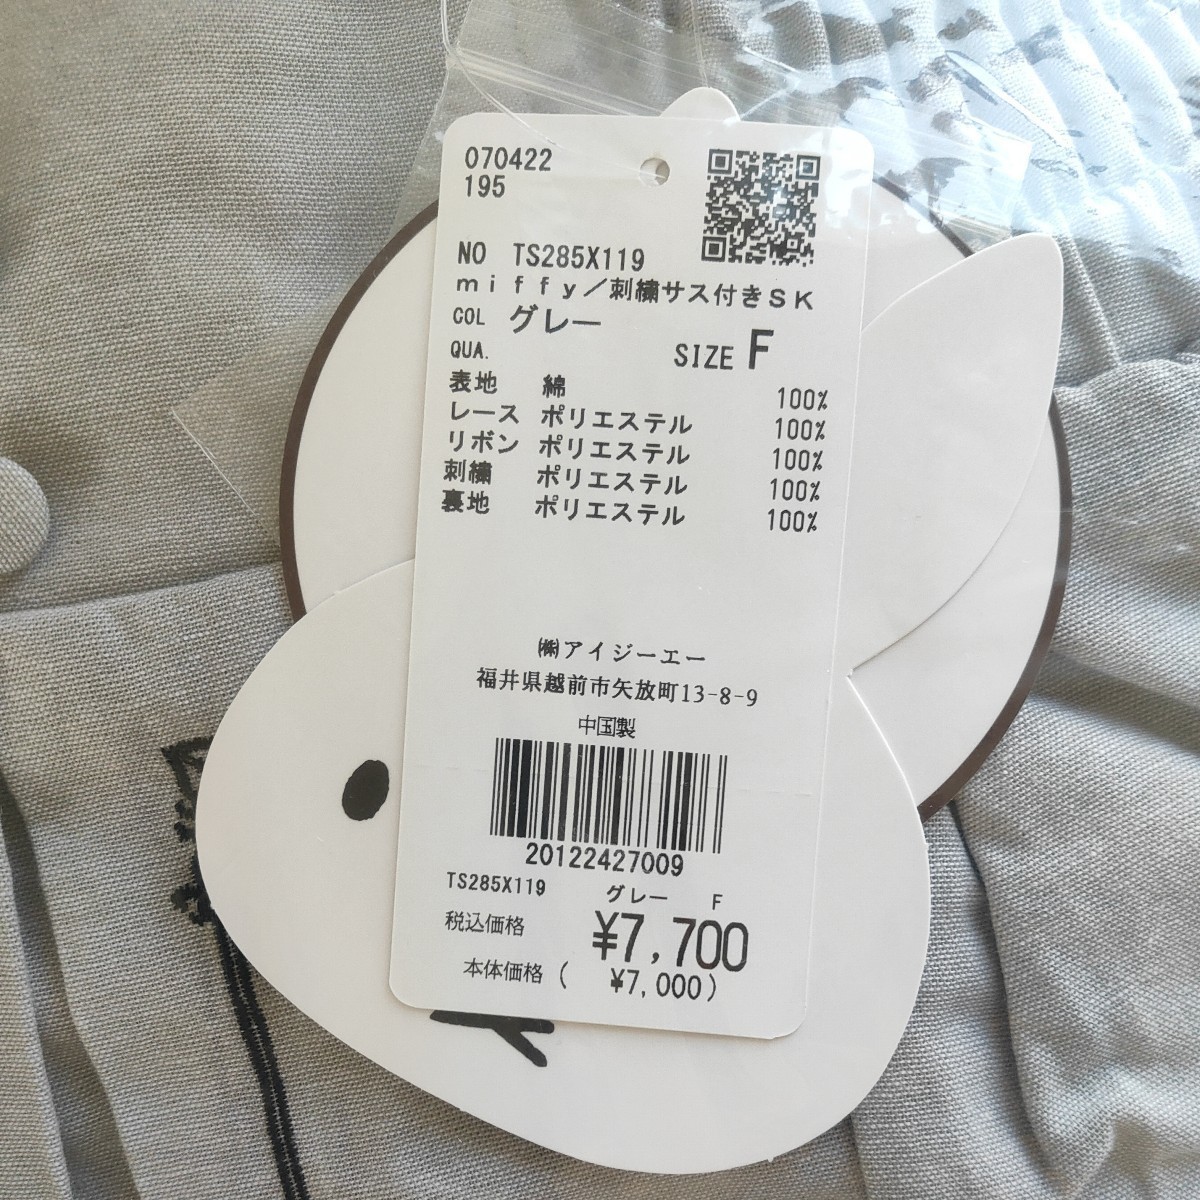 070422
195
NO TS285X119
miffy/刺繍サス付きSK
COL グレー
QUA. SIZE F
表地 綿 100%
レース ポリエステル 100%
リボン ポリエステル 100%
刺繍 ポリエステル 100%
裏地 ポリエステル 100%
㈱アイジーエー
福井県越前市矢放町13-8-9
中国製
20122427009
TS285X119 グレー F
税込価格 ¥7,700
本体価格( ¥7,000)